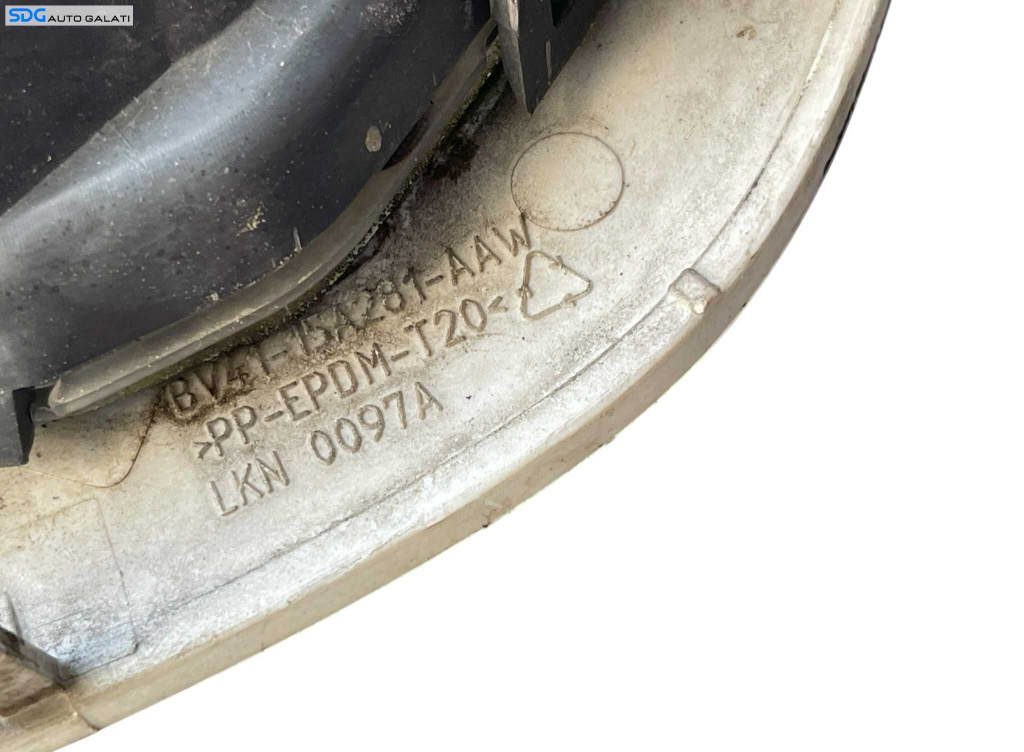 SDG AUTO GALATI
BV41-15A281-AAW
>PP-EPDM-T20<
LKN 0097A